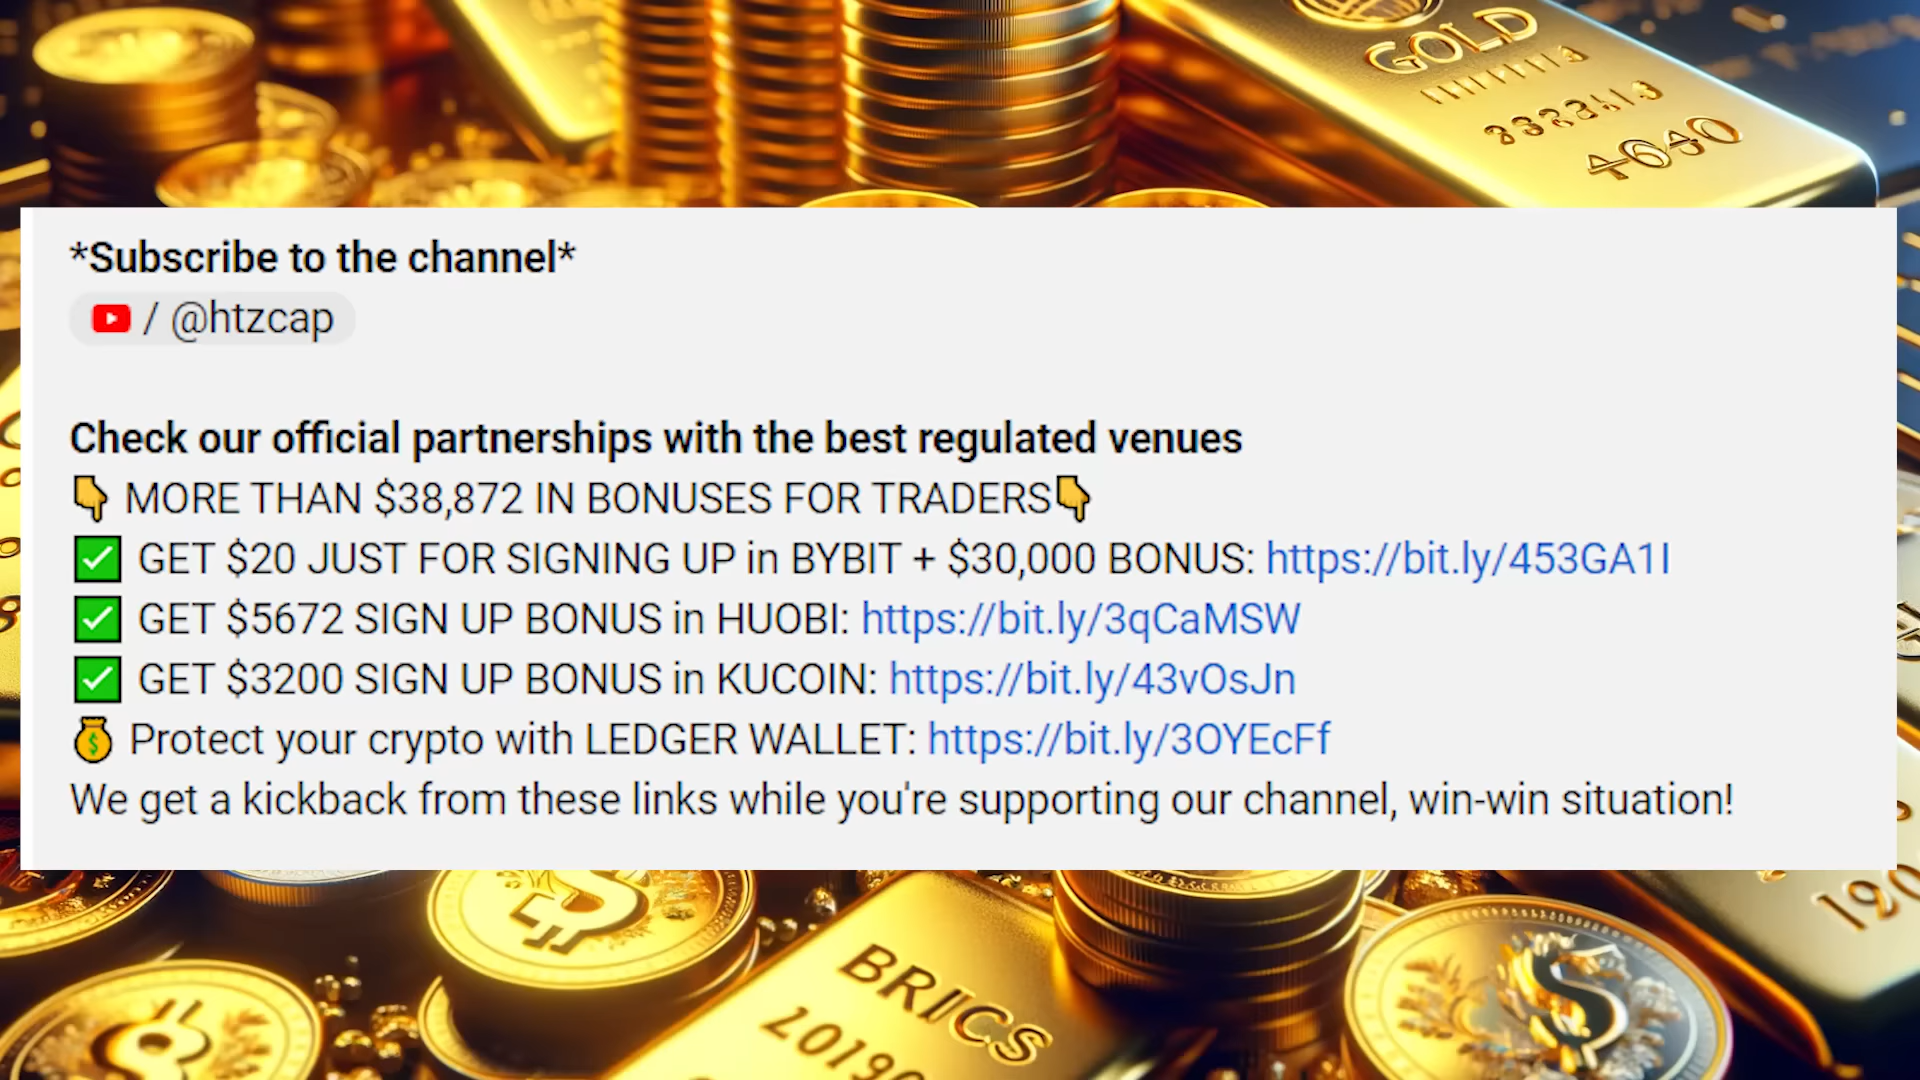 GOLD
*Subscribe to the channel*
/ @htzcap
Check our official partnerships with the best regulated venues
👇 MORE THAN $38,872 IN BONUSES FOR TRADERS👇
✅ GET $20 JUST FOR SIGNING UP in BYBIT + $30,000 BONUS: https://bit.ly/453GA1I
✅ GET $5672 SIGN UP BONUS in HUOBI: https://bit.ly/3qCaMSW
✅ GET $3200 SIGN UP BONUS in KUCOIN: https://bit.ly/43vOsJn
💰 Protect your crypto with LEDGER WALLET: https://bit.ly/3OYEcFf
We get a kickback from these links while you're supporting our channel, win-win situation!
BRICS